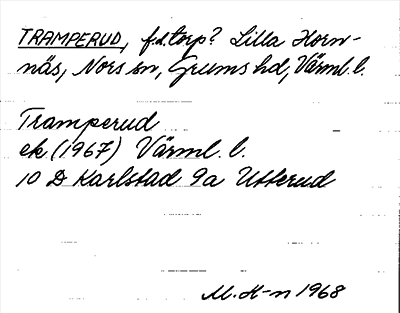 TRAMPERUD, f.d. torp? Lilla Horn-
näs, Nors sn, Grums hd, Värml. l.
Tramperud
ek (1967) Värml. l.
10 D Karlstad 9a Utterud
M. H-n 1968